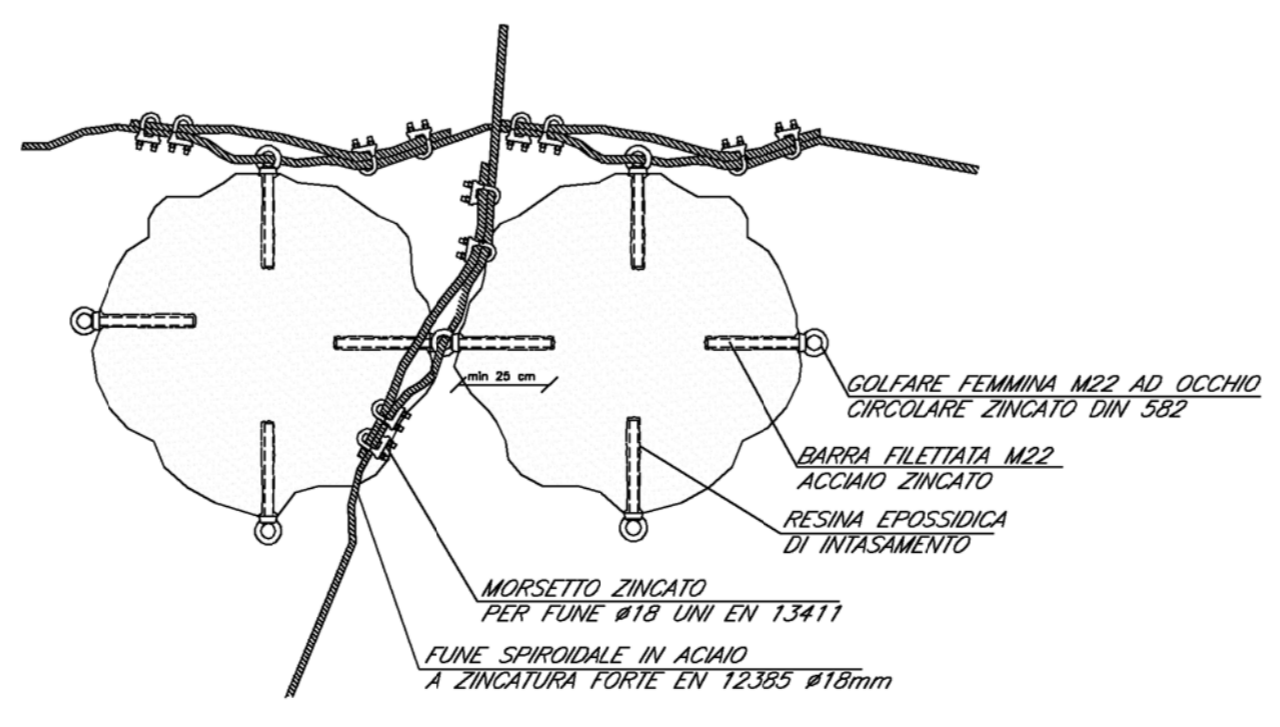 min 25 cm
GOLFARE FEMMINA M22 AD OCCHIO
CIRCOLARE ZINCATO DIN 582
BARRA FILETTATA M22
ACCIAIO ZINCATO
RESINA EPOSSIDICA
DI INTASAMENTO
MORSETTO ZINCATO
PER FUNE ø18 UNI EN 13411
FUNE SPIROIDALE IN ACIAIO
A ZINCATURA FORTE EN 12385 ø18mm